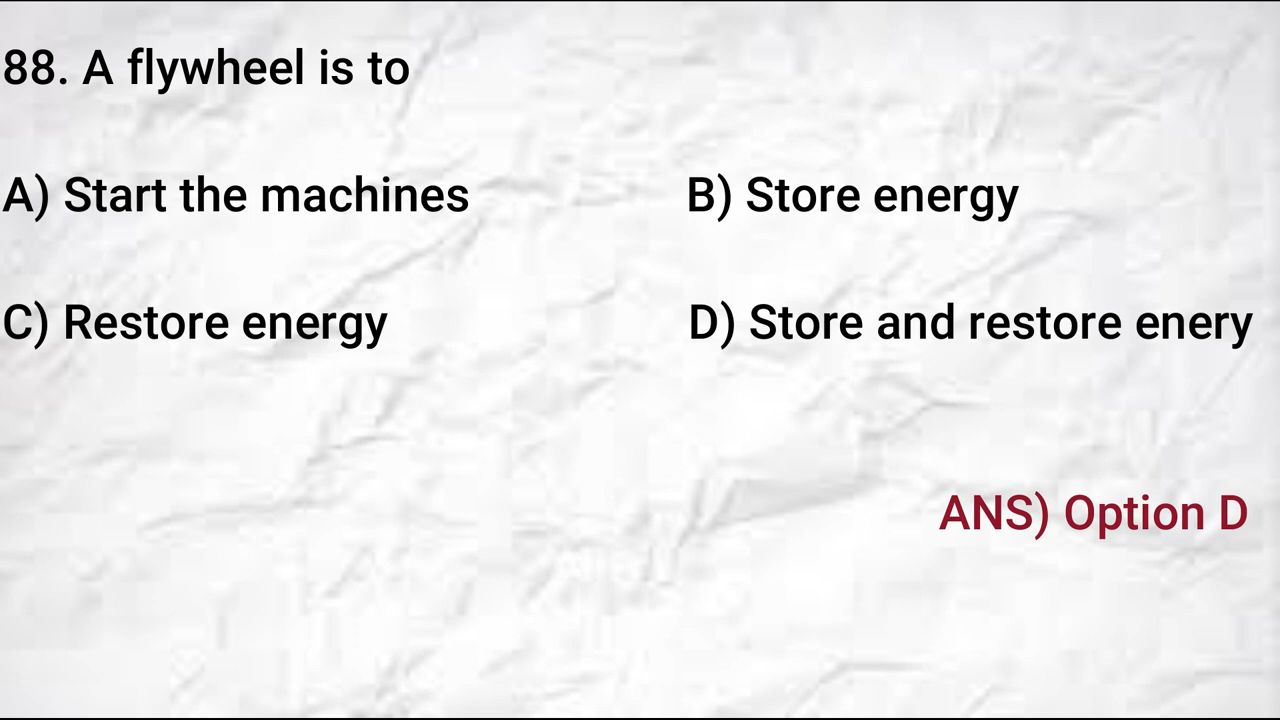 88. A flywheel is to
A) Start the machines
B) Store energy
C) Restore energy
D) Store and restore enery
ANS) Option D